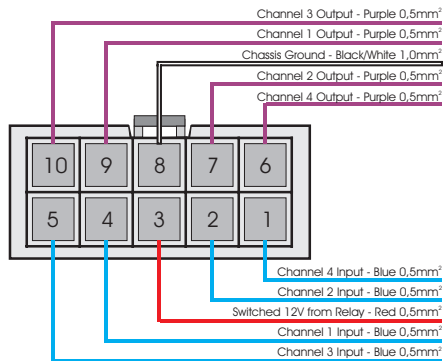 Channel 3 Output - Purple 0,5mm²
Channel 1 Output - Purple 0,5mm²
Chassis Ground - Black/White 1,0mm²
Channel 2 Output - Purple 0,5mm²
Channel 4 Output - Purple 0,5mm²
10 9 8 7 6
5 4 3 2 1
Channel 4 Input - Blue 0,5mm²
Channel 2 Input - Blue 0,5mm²
Switched 12V from Relay - Red 0,5mm²
Channel 1 Input - Blue 0,5mm²
Channel 3 Input - Blue 0,5mm²